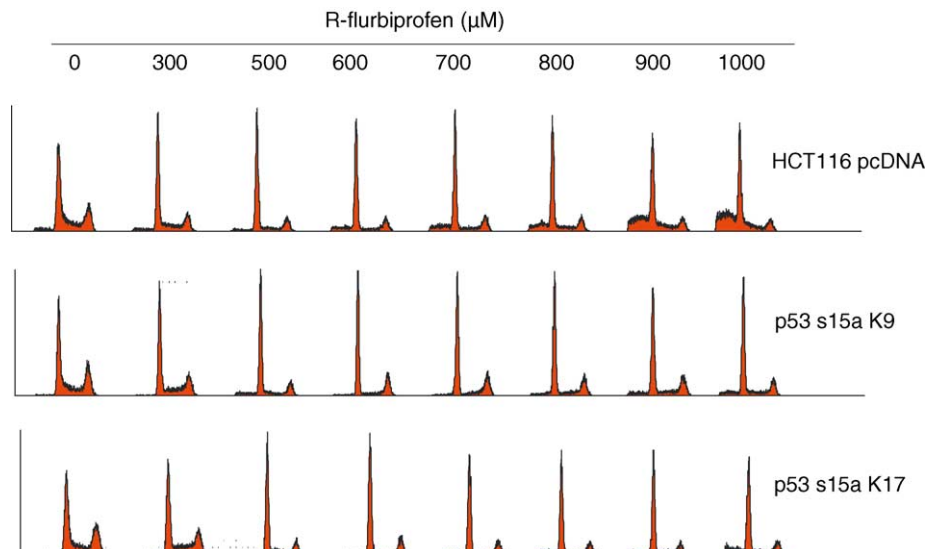 R-flurbiprofen (μM)
0 300 500 600 700 800 900 1000
HCT116 pcDNA
p53 s15a K9
p53 s15a K17